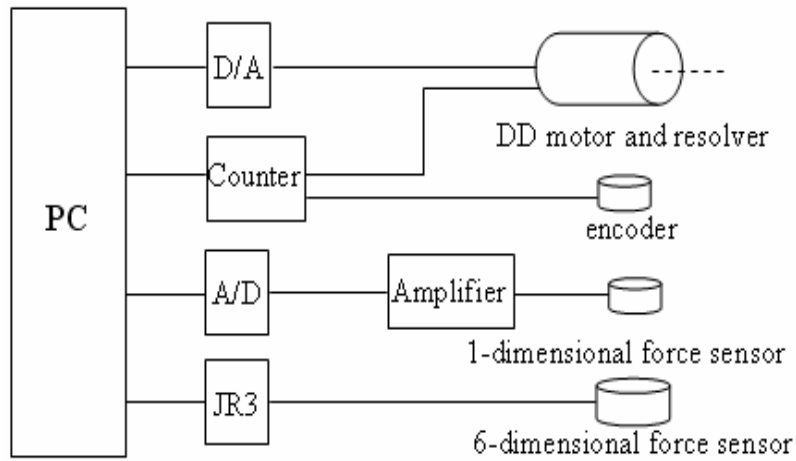 PC
D/A
DD motor and resolver
Counter
encoder
A/D
Amplifier
1-dimensional force sensor
JR3
6-dimensional force sensor